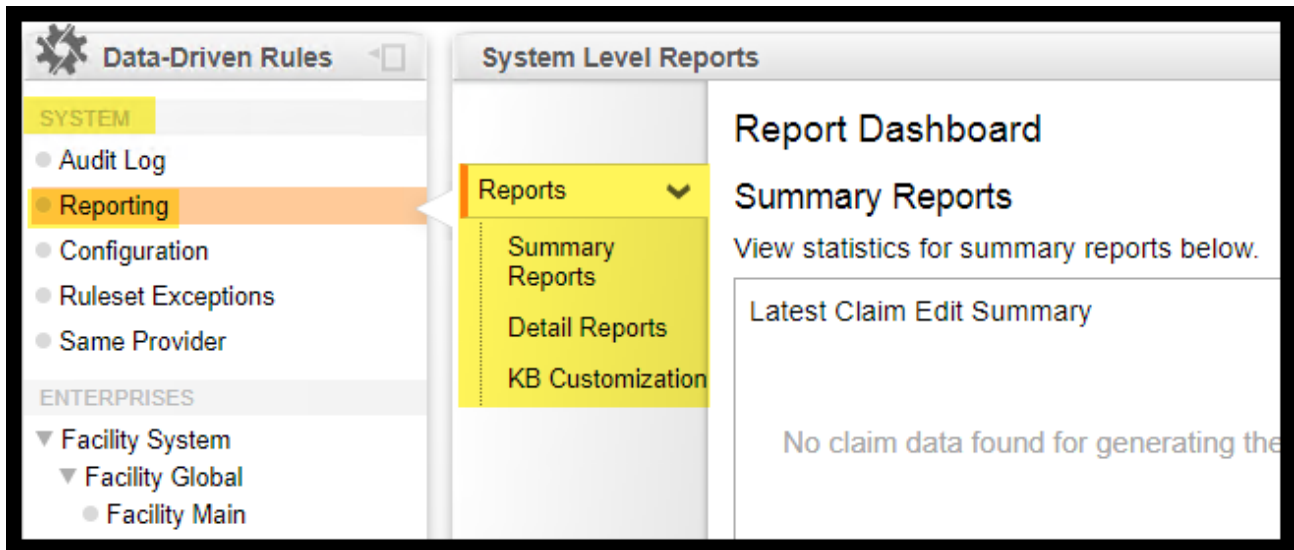 Data-Driven Rules
SYSTEM
Audit Log
Reporting
Configuration
Ruleset Exceptions
Same Provider
ENTERPRISES
Facility System
Facility Global
Facility Main
System Level Reports
Reports
Summary
Reports
Detail Reports
KB Customization
Report Dashboard
Summary Reports
View statistics for summary reports below.
Latest Claim Edit Summary
No claim data found for generating the